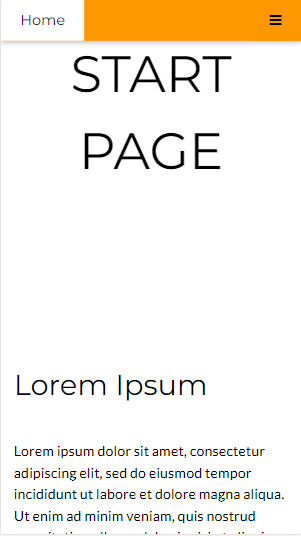 Home
START
PAGE
Lorem Ipsum
Lorem ipsum dolor sit amet, consectetur
adipiscing elit, sed do eiusmod tempor
incididunt ut labore et dolore magna aliqua.
Ut enim ad minim veniam, quis nostrud